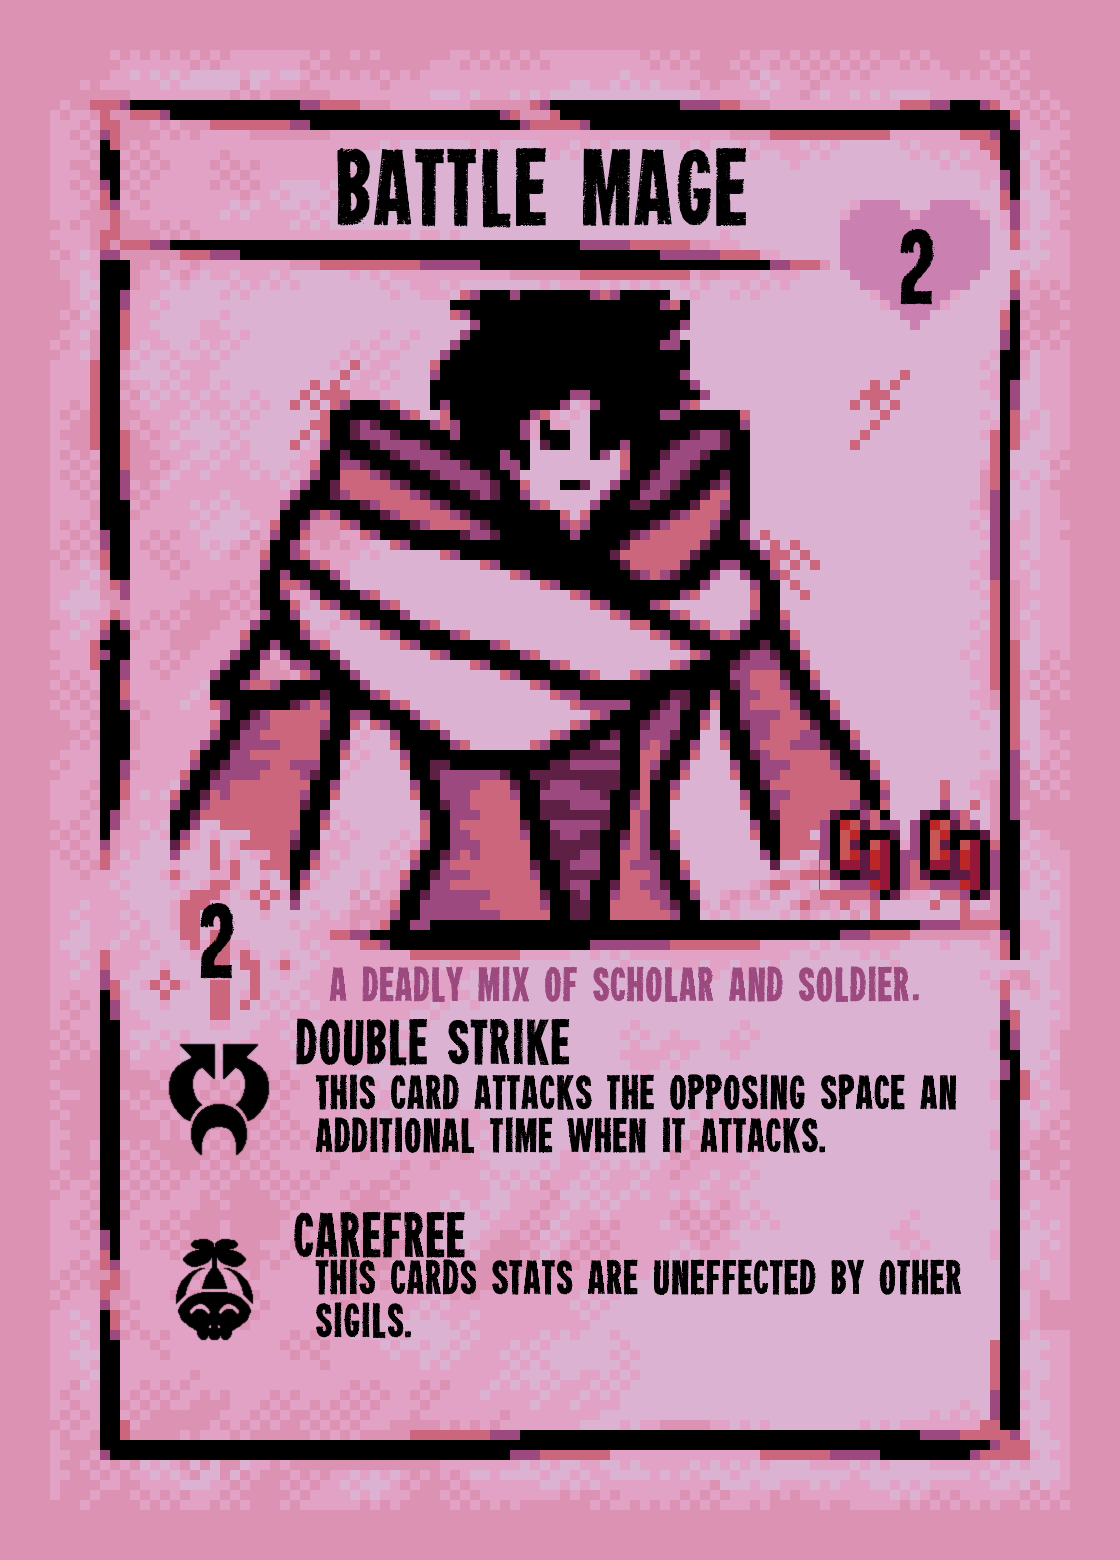 BATTLE MAGE
2
2
A DEADLY MIX OF SCHOLAR AND SOLDIER.
DOUBLE STRIKE
THIS CARD ATTACKS THE OPPOSING SPACE AN
ADDITIONAL TIME WHEN IT ATTACKS.
CAREFREE
THIS CARDS STATS ARE UNEFFECTED BY OTHER
SIGILS.